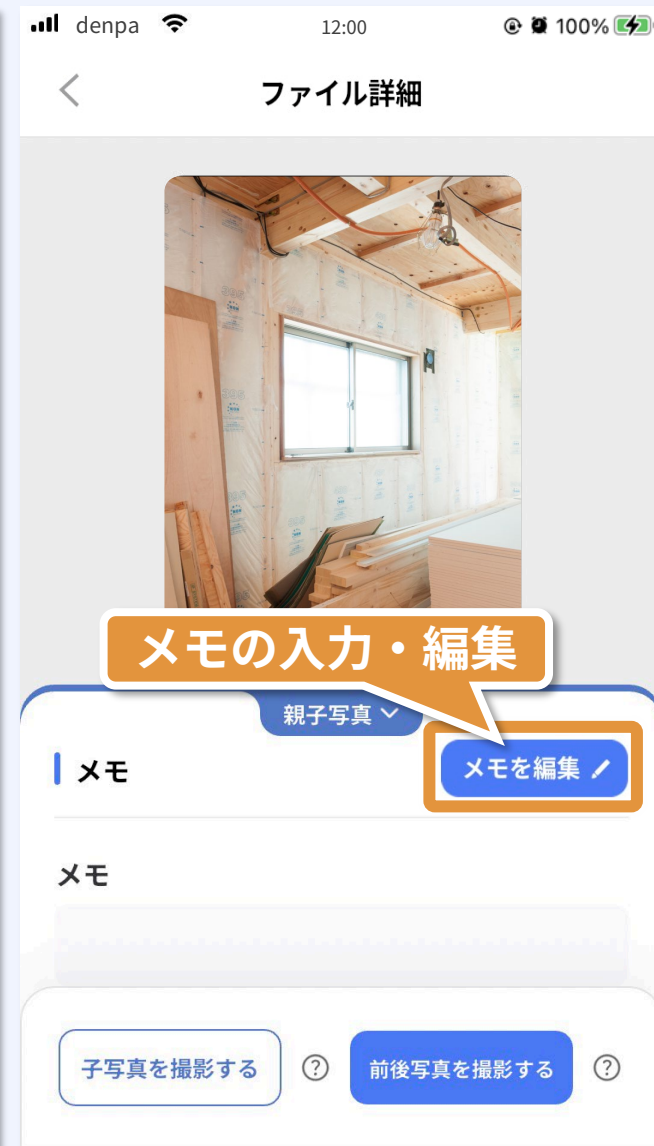 denpa 12:00 100%
ファイル詳細
メモの入力・編集
親子写真
メモ
メモを編集
メモ
子写真を撮影する ? 前後写真を撮影する ?